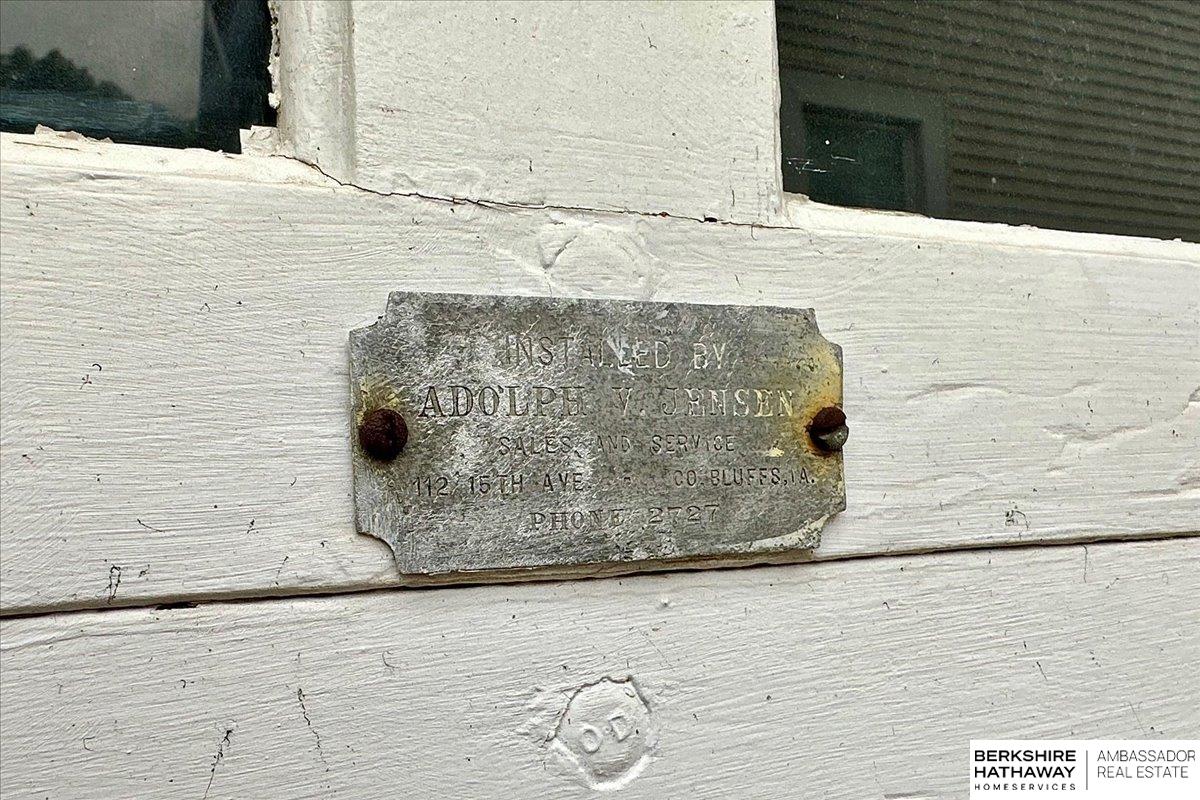 INSTALLED BY
ADOLPH V. JENSEN
SALES AND SERVICE
112 15TH AVE. - CO. BLUFFS, IA.
PHONE 2727
O D
BERKSHIRE HATHAWAY HOMESERVICES
AMBASSADOR REAL ESTATE